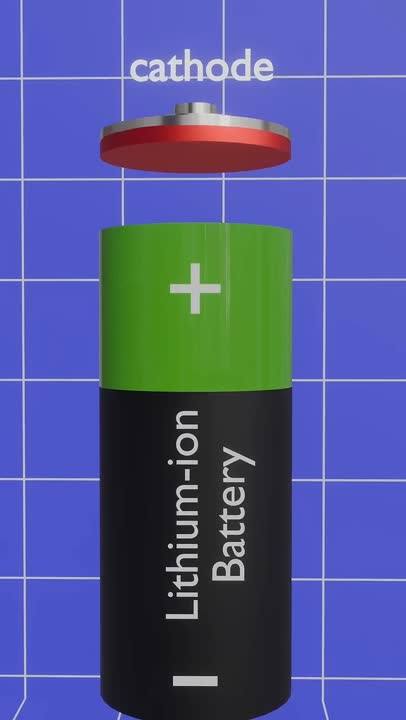 cathode
+
Lithium-ion
Battery
-